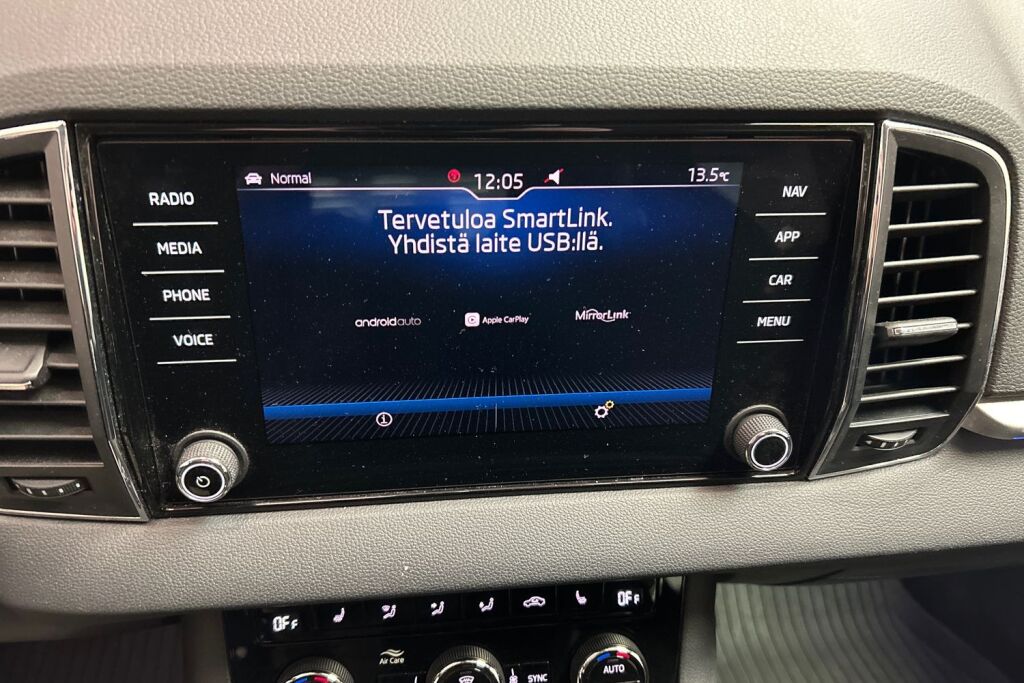 Normal
12:05
13.5°C
RADIO
MEDIA
PHONE
VOICE
Tervetuloa SmartLink.
Yhdistä laite USB:llä.
androidauto
Apple CarPlay
MirrorLink
NAV
APP
CAR
MENU
OFF
OFF
Air Care
SYNC
AUTO